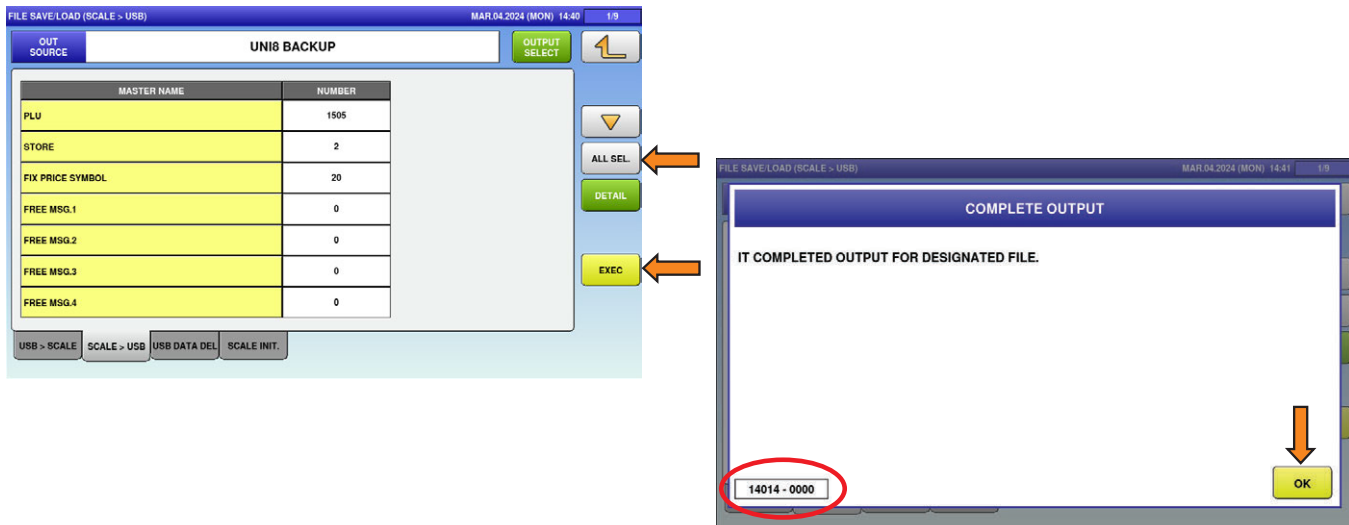 FILE SAVE/LOAD (SCALE > USB) MAR.04.2024 (MON) 14:40 1/9
OUT SOURCE UNI8 BACKUP OUTPUT SELECT
MASTER NAME NUMBER
PLU 1505
STORE 2
ALL SEL.
FIX PRICE SYMBOL 20
DETAIL
FREE MSG.1 0
FREE MSG.2 0
FREE MSG.3 0
EXEC
FREE MSG.4 0
USB > SCALE SCALE > USB USB DATA DEL SCALE INIT.
FILE SAVE/LOAD (SCALE > USB) MAR.04.2024 (MON) 14:41 1/9
COMPLETE OUTPUT
IT COMPLETED OUTPUT FOR DESIGNATED FILE.
14014 - 0000
OK